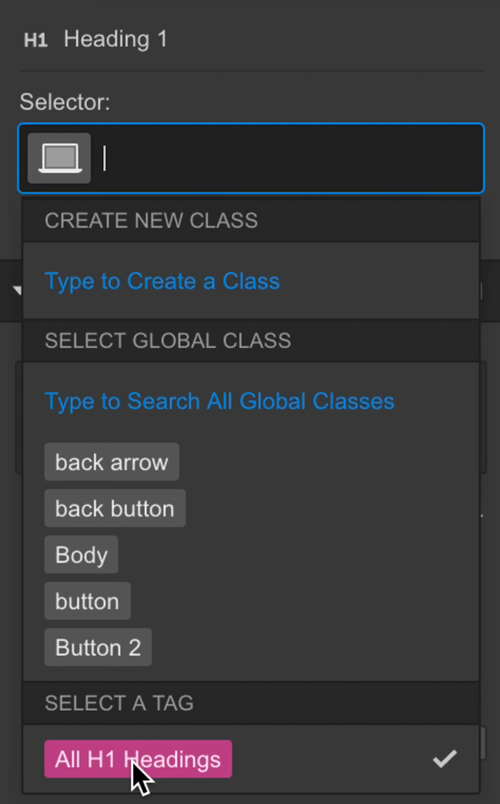 H1 Heading 1
Selector:
CREATE NEW CLASS
Type to Create a Class
SELECT GLOBAL CLASS
Type to Search All Global Classes
back arrow
back button
Body
button
Button 2
SELECT A TAG
All H1 Headings